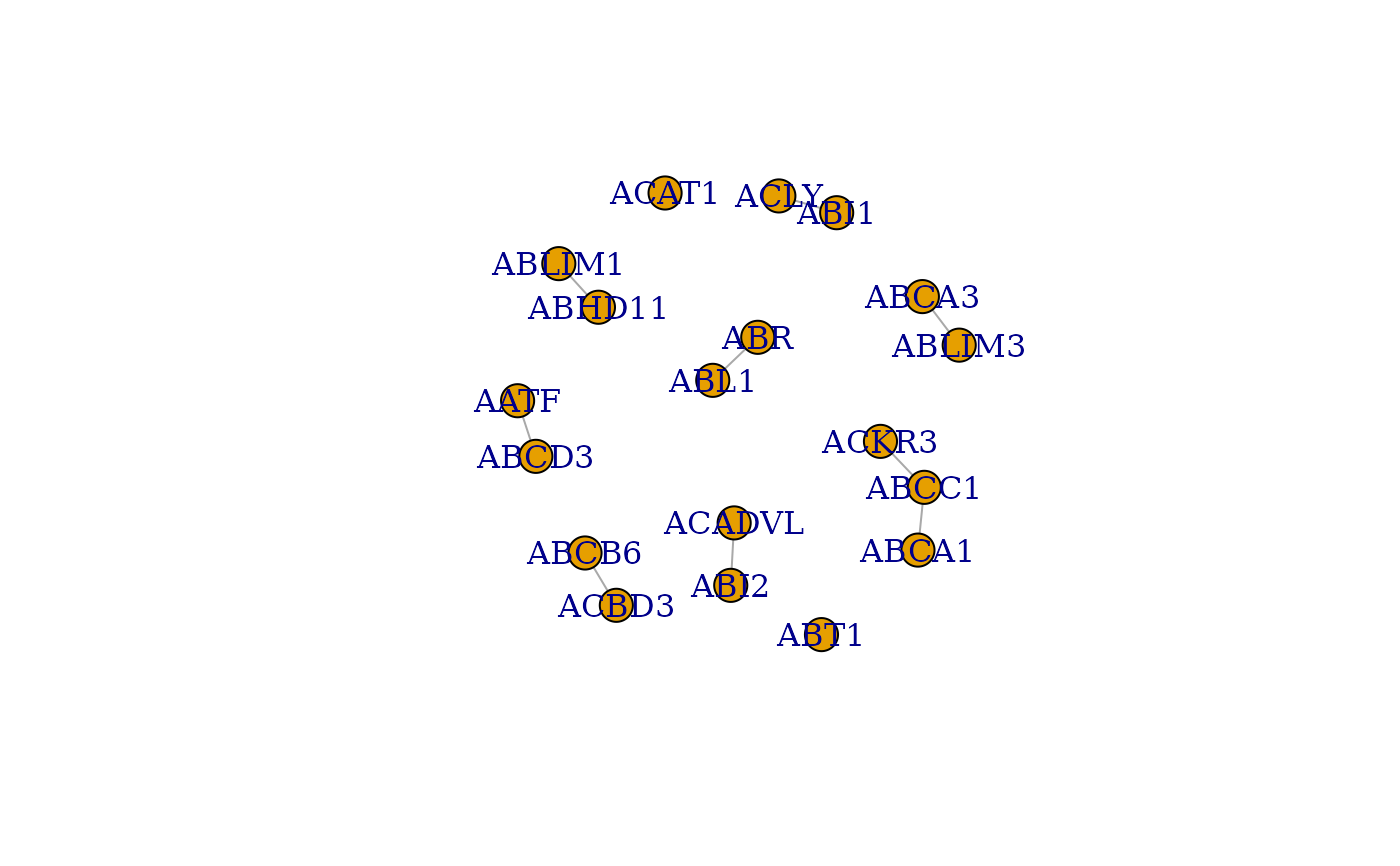 ACAT1
ACLY
ABI1
ABLIM1
ABHD11
ABCA3
ABR
ABLIM3
ABL1
AATF
ABCD3
ACKR3
ABCC1
ACADVL
ABCB6
ABCA1
ABI2
ACBD3
ABT1